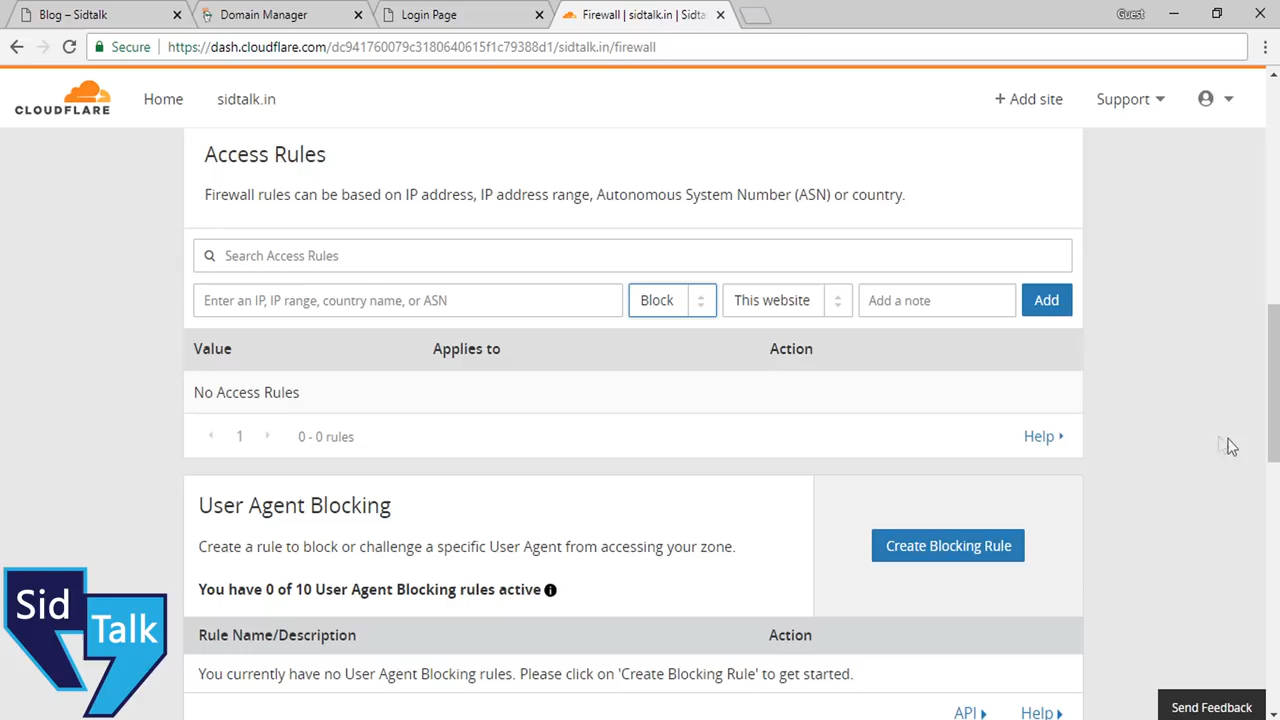 Blog – Sidtalk
Domain Manager
Login Page
Firewall | sidtalk.in | Sidta
Guest
Secure
https://dash.cloudflare.com/dc941760079c3180640615f1c79388d1/sidtalk.in/firewall
CLOUDFLARE
Home
sidtalk.in
+ Add site
Support
Access Rules
Firewall rules can be based on IP address, IP address range, Autonomous System Number (ASN) or country.
Search Access Rules
Enter an IP, IP range, country name, or ASN
Block
This website
Add a note
Add
Value
Applies to
Action
No Access Rules
1
0 - 0 rules
Help
User Agent Blocking
Create a rule to block or challenge a specific User Agent from accessing your zone.
Create Blocking Rule
You have 0 of 10 User Agent Blocking rules active
Sid
Talk
Rule Name/Description
Action
You currently have no User Agent Blocking rules. Please click on 'Create Blocking Rule' to get started.
API
Help
Send Feedback